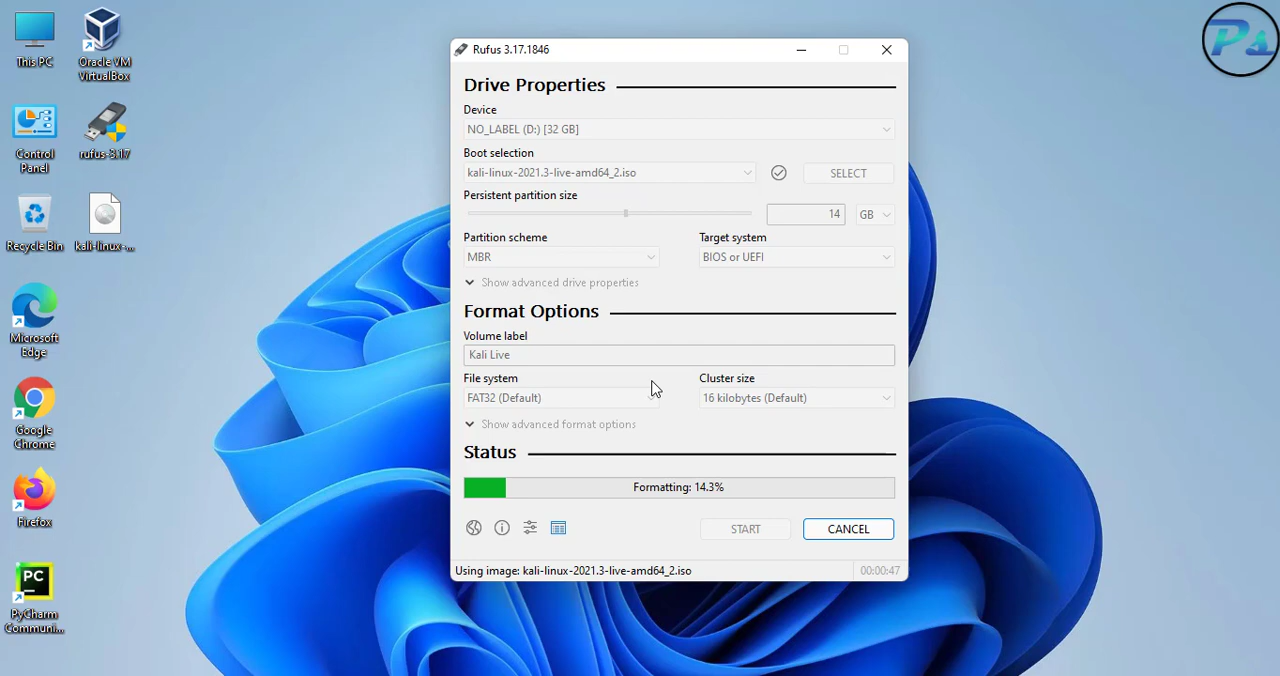 This PC
Oracle VM
VirtualBox
Control
Panel
rufus-3.17
Recycle Bin
kali-linux-...
Microsoft
Edge
Google
Chrome
Firefox
PC
PyCharm
Communi...
Rufus 3.17.1846
Drive Properties
Device
NO_LABEL (D:) [32 GB]
Boot selection
kali-linux-2021.3-live-amd64_2.iso
SELECT
Persistent partition size
14
GB
Partition scheme
Target system
MBR
BIOS or UEFI
Show advanced drive properties
Format Options
Volume label
Kali Live
File system
Cluster size
FAT32 (Default)
16 kilobytes (Default)
Show advanced format options
Status
Formatting: 14.3%
START
CANCEL
Using image: kali-linux-2021.3-live-amd64_2.iso
00:00:47
Ps